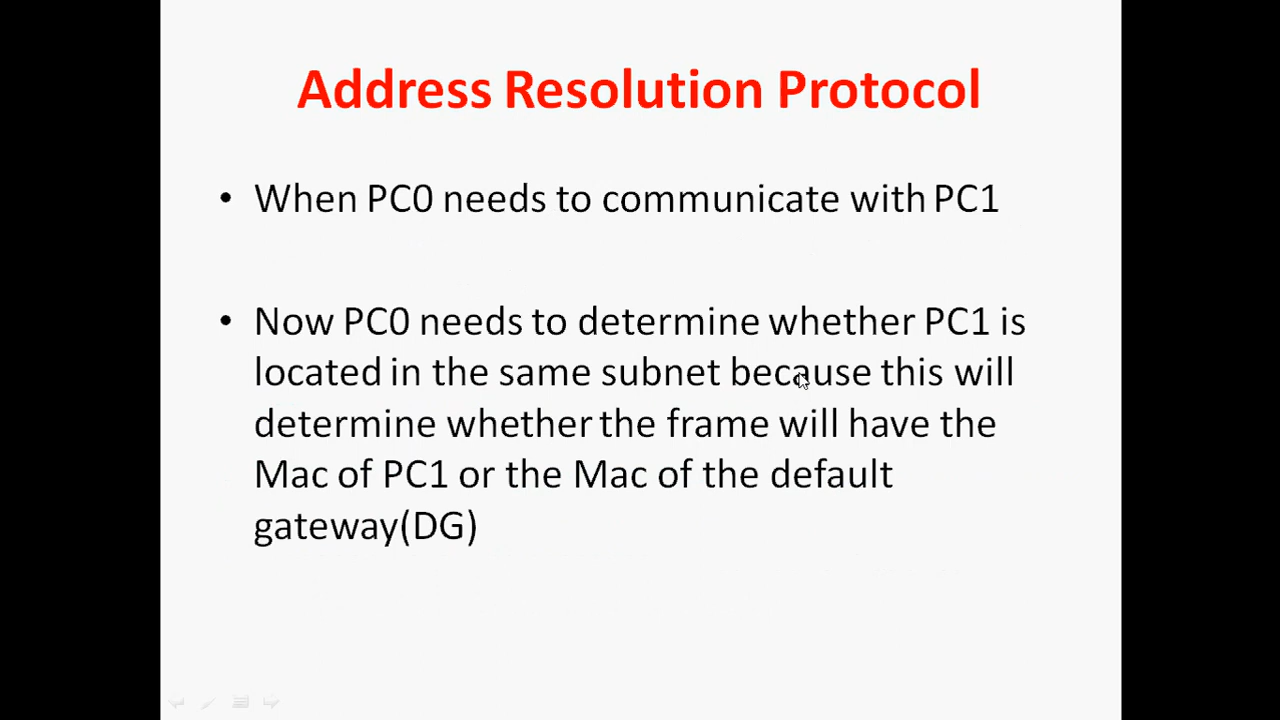 Address Resolution Protocol
• When PC0 needs to communicate with PC1
• Now PC0 needs to determine whether PC1 is
located in the same subnet because this will
determine whether the frame will have the
Mac of PC1 or the Mac of the default
gateway(DG)